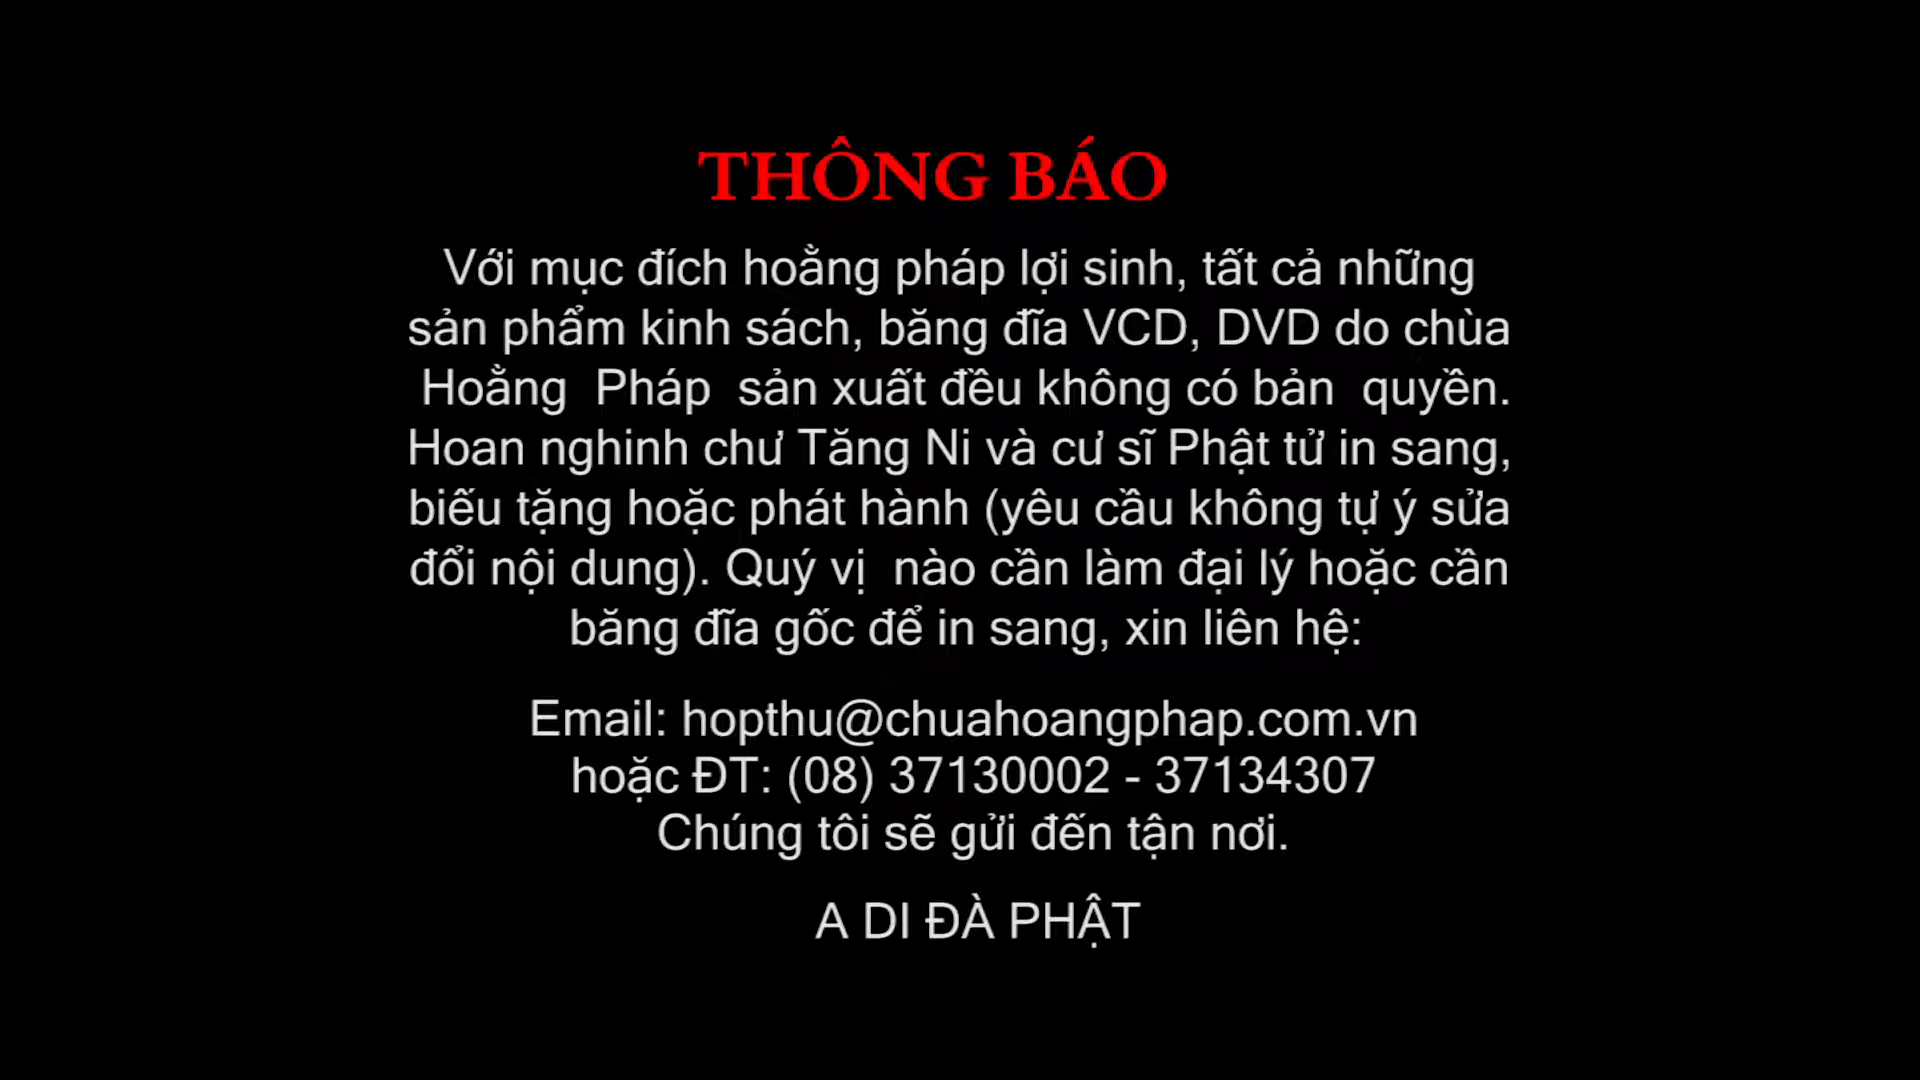 THÔNG BÁO
Với mục đích hoằng pháp lợi sinh, tất cả những
sản phẩm kinh sách, băng đĩa VCD, DVD do chùa
Hoằng Pháp sản xuất đều không có bản quyền.
Hoan nghinh chư Tăng Ni và cư sĩ Phật tử in sang,
biếu tặng hoặc phát hành (yêu cầu không tự ý sửa
đổi nội dung). Quý vị nào cần làm đại lý hoặc cần
băng đĩa gốc để in sang, xin liên hệ:
Email: hopthu@chuahoangphap.com.vn
hoặc ĐT: (08) 37130002 - 37134307
Chúng tôi sẽ gửi đến tận nơi.
A DI ĐÀ PHẬT